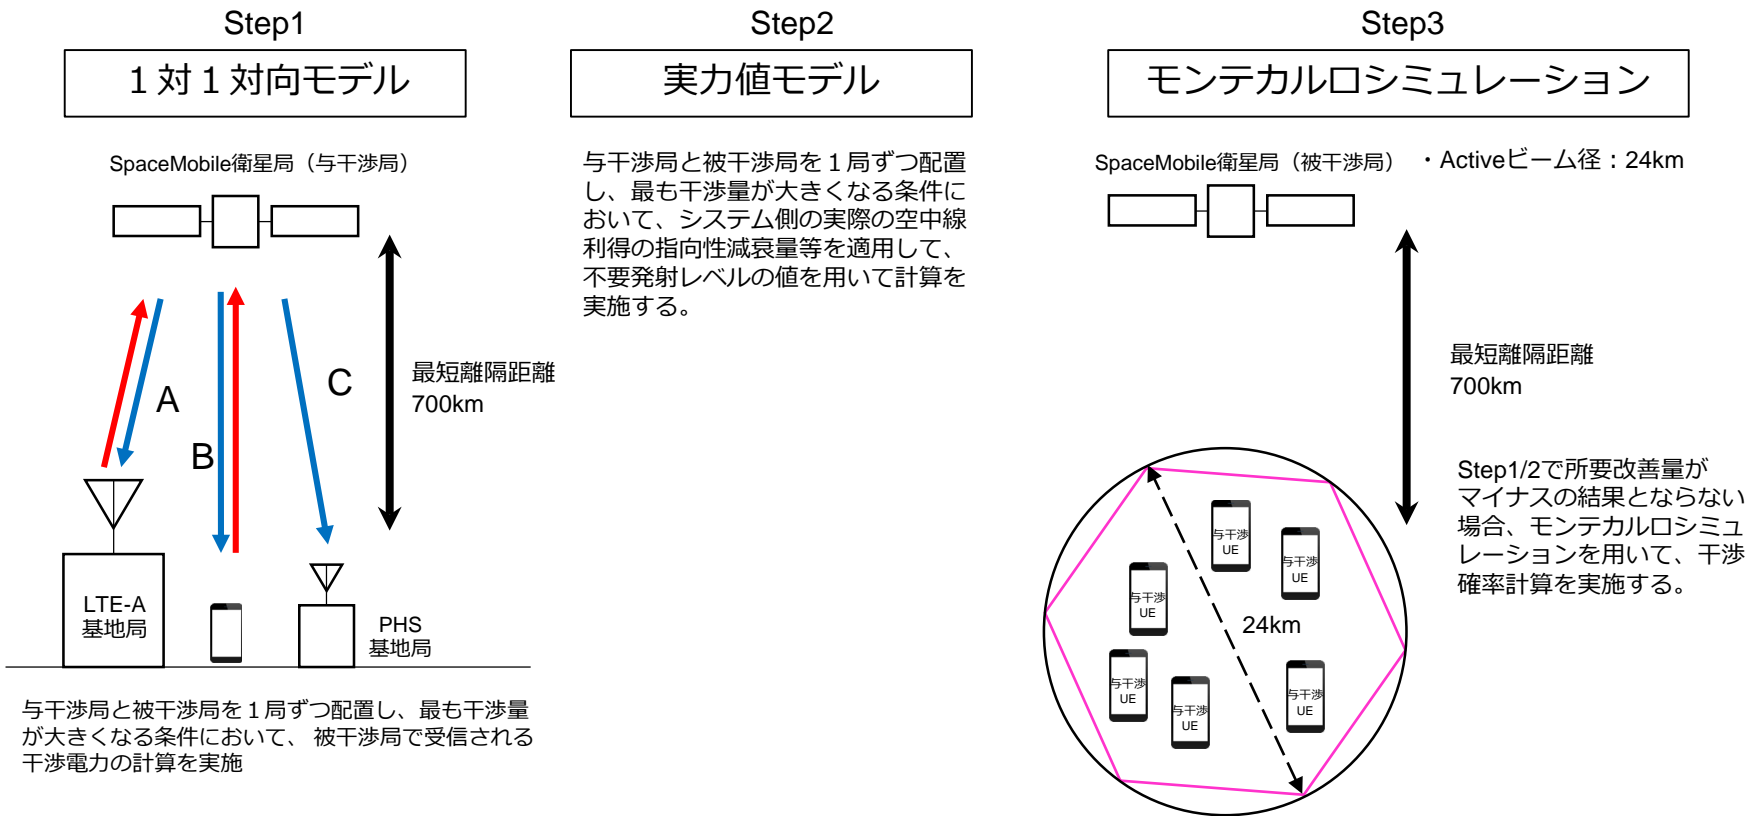 Step1
1対1対向モデル
SpaceMobile衛星局（与干渉局）
A
B
C
最短離隔距離
700km
LTE-A
基地局
PHS
基地局
与干渉局と被干渉局を１局ずつ配置し、最も干渉量
が大きくなる条件において、 被干渉局で受信される
干渉電力の計算を実施
Step2
実力値モデル
与干渉局と被干渉局を１局ずつ配置
し、最も干渉量が大きくなる条件に
おいて、システム側の実際の空中線
利得の指向性減衰量等を適用して、
不要発射レベルの値を用いて計算を
実施する。
Step3
モンテカルロシミュレーション
SpaceMobile衛星局（被干渉局）
・Activeビーム径：24km
最短離隔距離
700km
Step1/2で所要改善量が
マイナスの結果とならない
場合、モンテカルロシミュ
レーションを用いて、干渉
確率計算を実施する。
与干渉
UE
与干渉
UE
与干渉
UE
24km
与干渉
UE
与干渉
UE
与干渉
UE